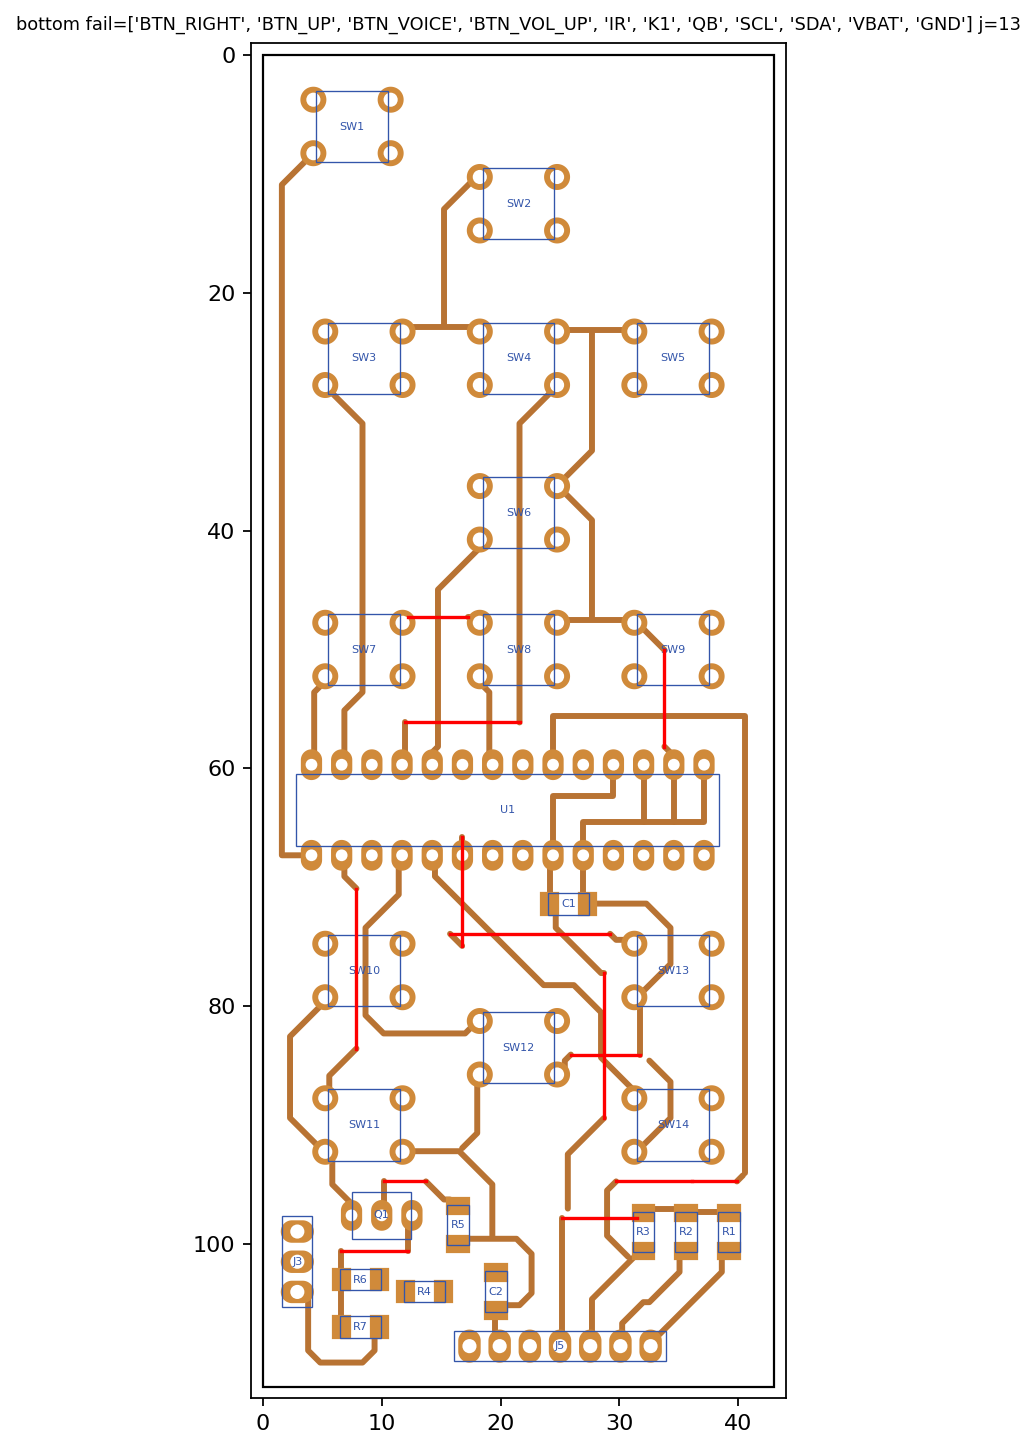 bottom fail=['BTN_RIGHT', 'BTN_UP', 'BTN_VOICE', 'BTN_VOL_UP', 'IR', 'K1', 'QB', 'SCL', 'SDA', 'VBAT', 'GND'] j=13
0
SW1
SW2
20
SW3 SW4 SW5
SW6
40
SW7 SW8 SW9
60
U1
C1
SW10 SW13
80
SW12
SW11 SW14
Q1
R5 R3 R2 R1
100
J3
R6
R4 C2
R7
J5
0 10 20 30 40